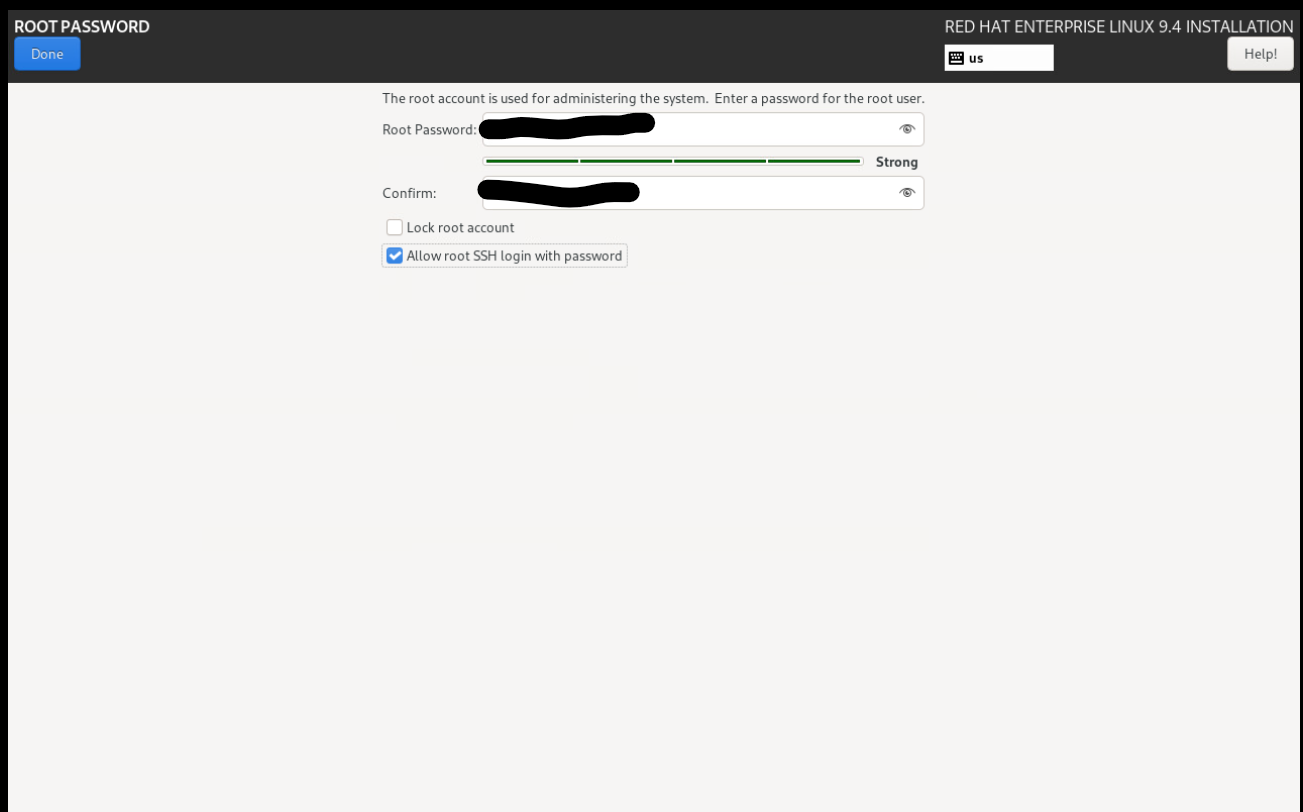 ROOT PASSWORD
RED HAT ENTERPRISE LINUX 9.4 INSTALLATION
Done
us
Help!
The root account is used for administering the system.  Enter a password for the root user.
Root Password:
Strong
Confirm:
Lock root account
Allow root SSH login with password